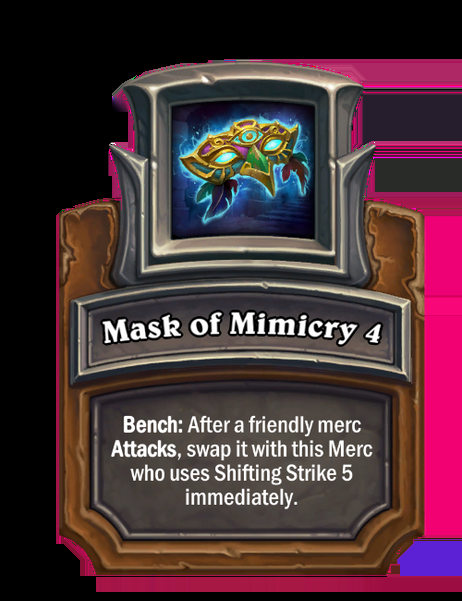 Mask of Mimicry 4
Bench: After a friendly merc
Attacks, swap it with this Merc
who uses Shifting Strike 5
immediately.